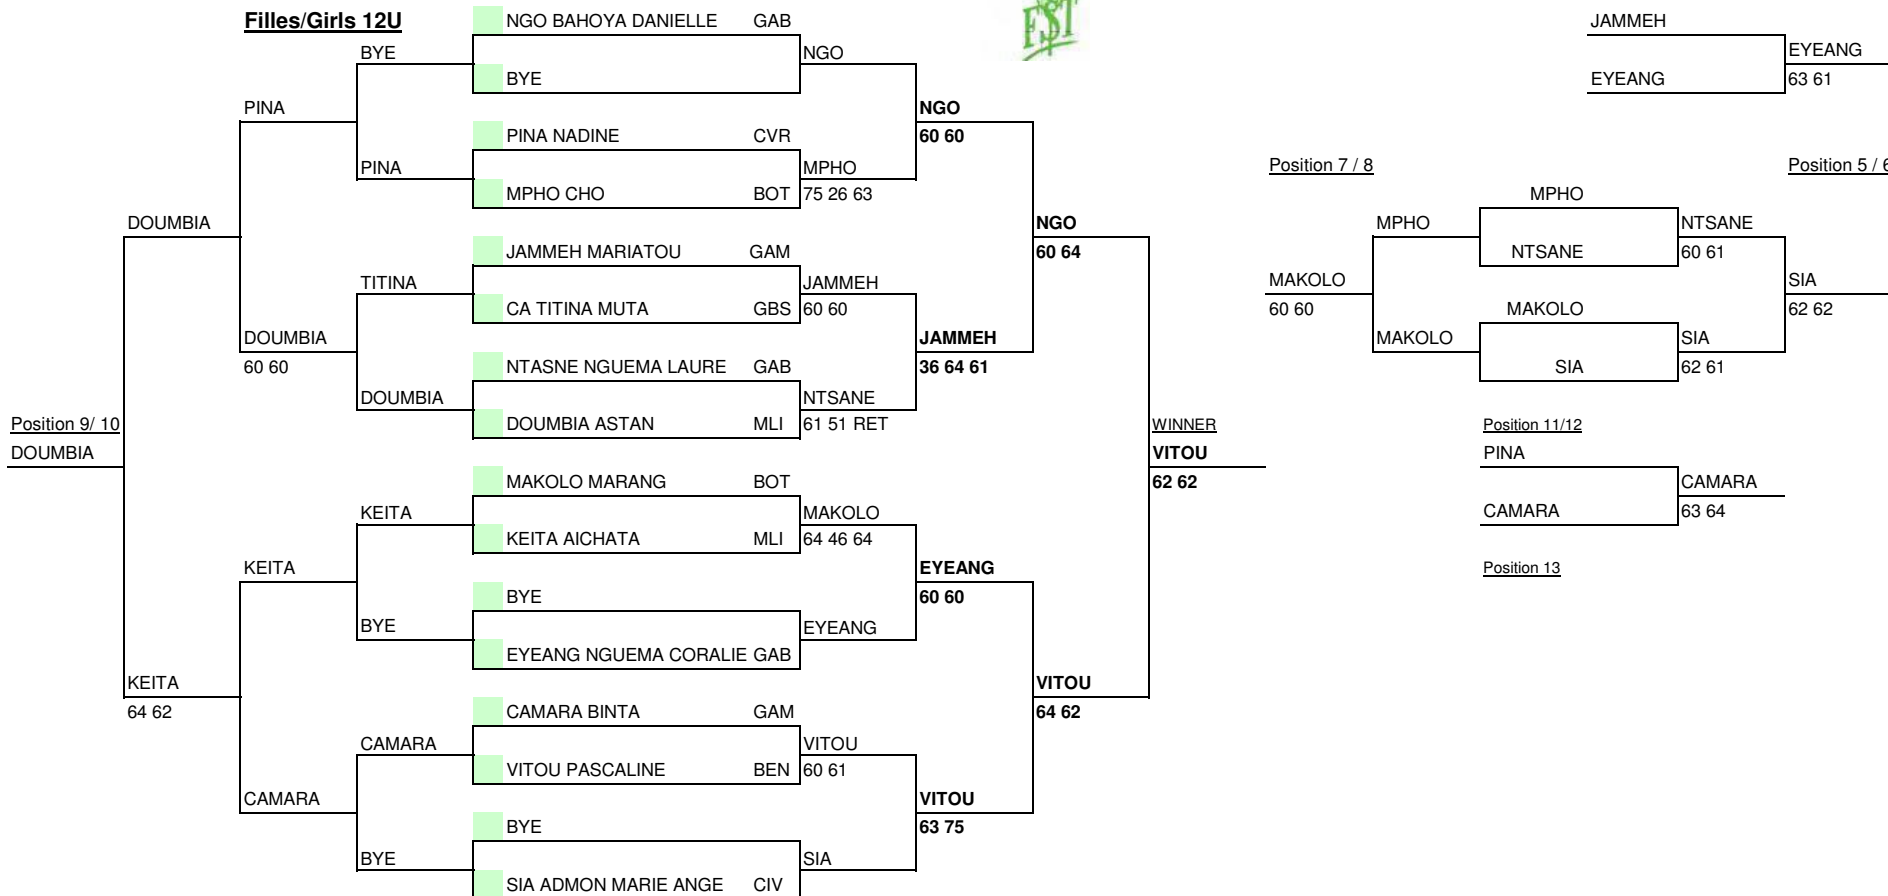 Filles/Girls 12U
FST
NGO BAHOYA DANIELLE GAB
BYE
NGO
BYE
PINA
NGO
60 60
PINA NADINE CVR
PINA
MPHO
MPHO CHO BOT
75 26 63
DOUMBIA
NGO
60 64
JAMMEH MARIATOU GAM
TITINA
JAMMEH
CA TITINA MUTA GBS
60 60
DOUMBIA
60 60
JAMMEH
36 64 61
NTASNE NGUEMA LAURE GAB
DOUMBIA
NTSANE
DOUMBIA ASTAN MLI
61 51 RET
Position 9/ 10
DOUMBIA
WINNER
VITOU
62 62
MAKOLO MARANG BOT
KEITA
MAKOLO
KEITA AICHATA MLI
64 46 64
KEITA
EYEANG
60 60
BYE
BYE
EYEANG
EYEANG NGUEMA CORALIE GAB
KEITA
64 62
VITOU
64 62
CAMARA BINTA GAM
CAMARA
VITOU
VITOU PASCALINE BEN
60 61
CAMARA
VITOU
63 75
BYE
BYE
SIA
SIA ADMON MARIE ANGE CIV
JAMMEH
EYEANG
EYEANG
63 61
Position 7 / 8
Position 5 / 6
MPHO
MPHO
NTSANE
NTSANE
60 61
MAKOLO
60 60
SIA
62 62
MAKOLO
MAKOLO
SIA
SIA
62 61
Position 11/12
PINA
CAMARA
CAMARA
63 64
Position 13